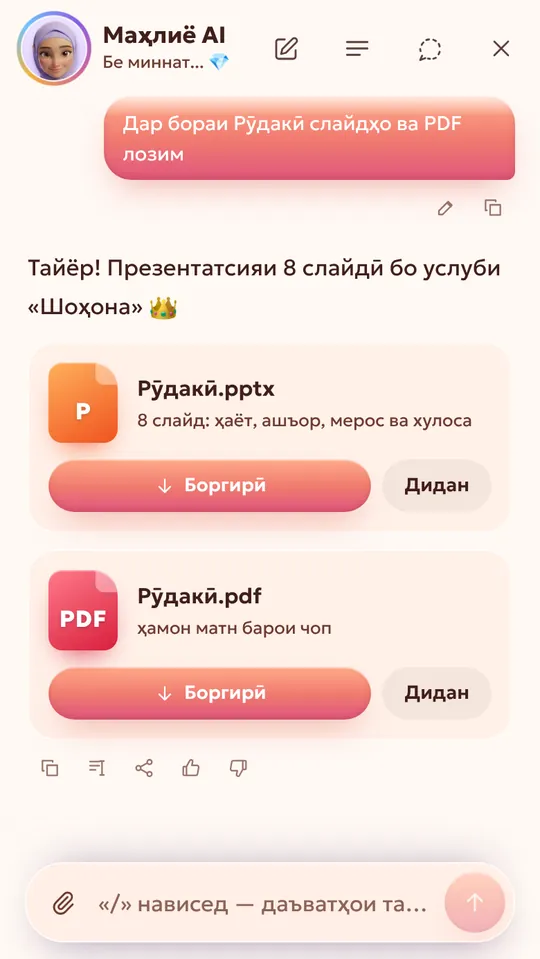 Маҳлиё AI
Бе миннат... 💎
Дар бораи Рӯдакӣ слайдҳо ва PDF
лозим
Тайёр! Презентатсияи 8 слайдӣ бо услуби
«Шоҳона» 👑
P
Рӯдакӣ.pptx
8 слайд: ҳаёт, ашъор, мерос ва хулоса
↓ Боргирӣ
Дидан
PDF
Рӯдакӣ.pdf
ҳамон матн барои чоп
↓ Боргирӣ
Дидан
«/» нависед — даъватҳои та...